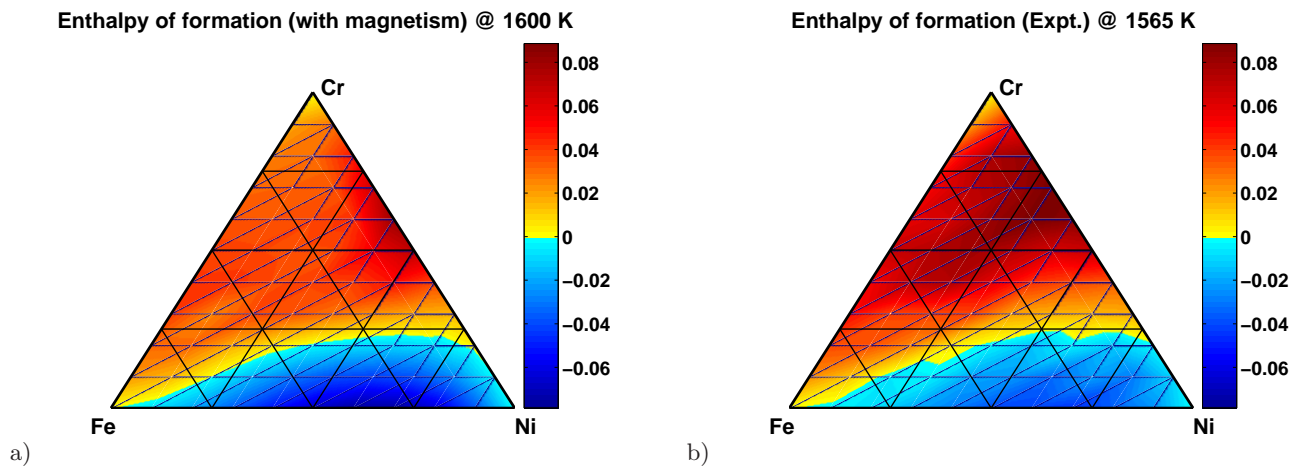 Enthalpy of formation (with magnetism) @ 1600 K
Cr
Fe
Ni
0.08
0.06
0.04
0.02
0
−0.02
−0.04
−0.06
a)
Enthalpy of formation (Expt.) @ 1565 K
Cr
Fe
Ni
0.08
0.06
0.04
0.02
0
−0.02
−0.04
−0.06
b)